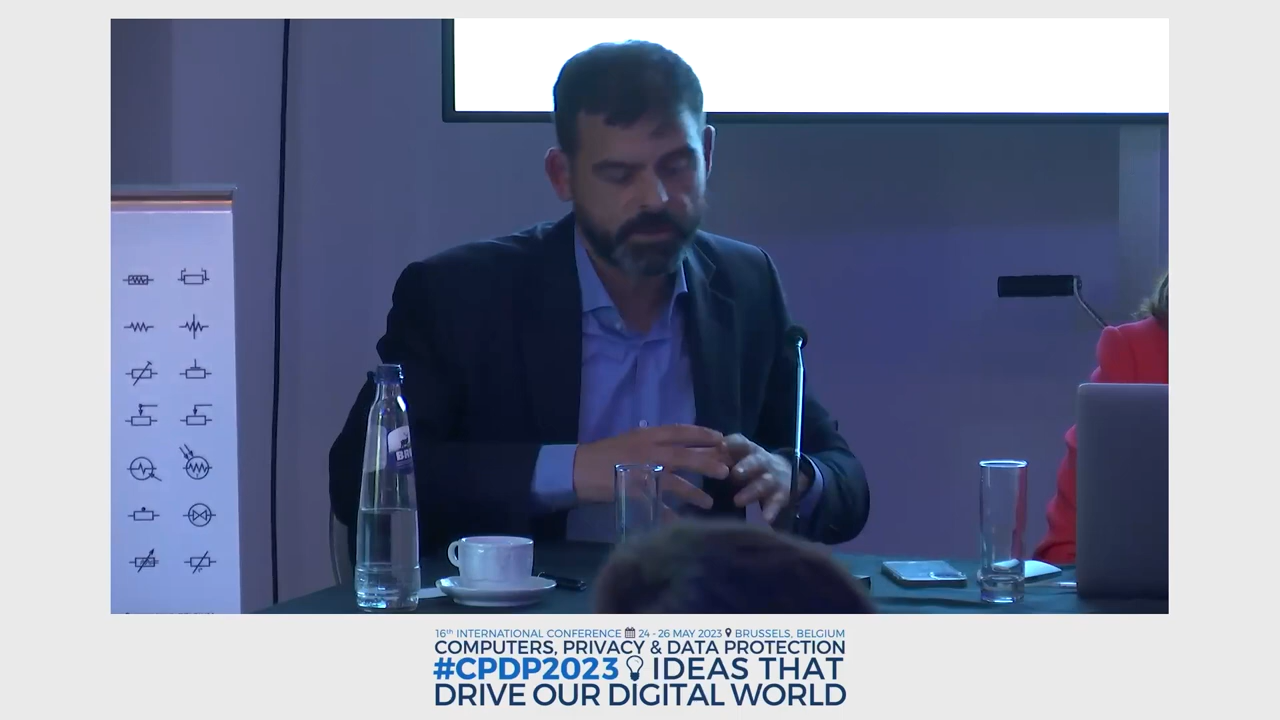 16th INTERNATIONAL CONFERENCE 24 - 26 MAY 2023 BRUSSELS, BELGIUM
COMPUTERS, PRIVACY & DATA PROTECTION
#CPDP2023 IDEAS THAT
DRIVE OUR DIGITAL WORLD